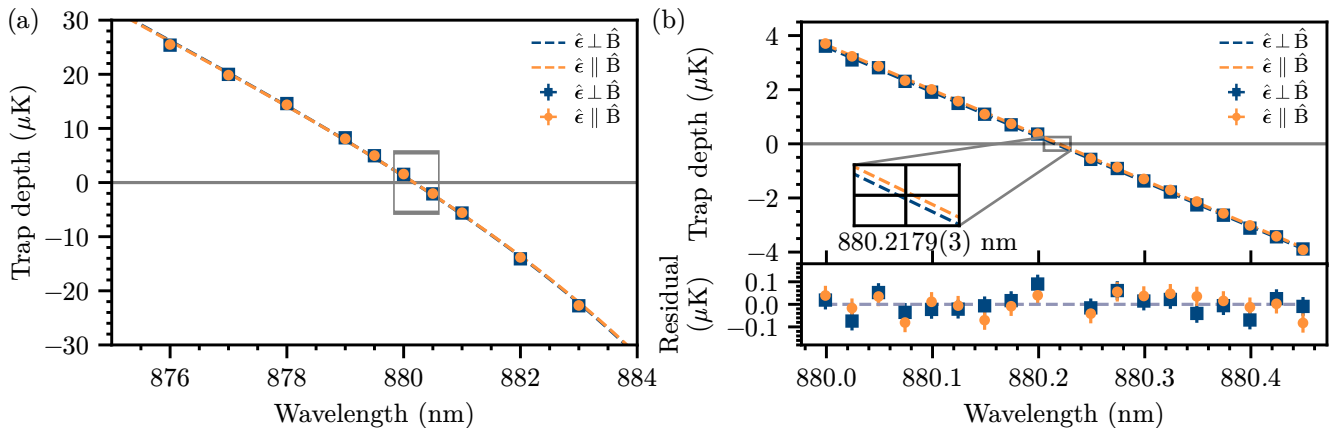 (a)
Trap depth (μK)
30
20
10
0
−10
−20
−30
ε̂ ⊥ B̂
ε̂ ∥ B̂
ε̂ ⊥ B̂
ε̂ ∥ B̂
876
878
880
882
884
Wavelength (nm)
(b)
Trap depth (μK)
4
2
0
−2
−4
ε̂ ⊥ B̂
ε̂ ∥ B̂
ε̂ ⊥ B̂
ε̂ ∥ B̂
880.2179(3) nm
Residual
(μK)
0.1
0.0
−0.1
880.0
880.1
880.2
880.3
880.4
Wavelength (nm)